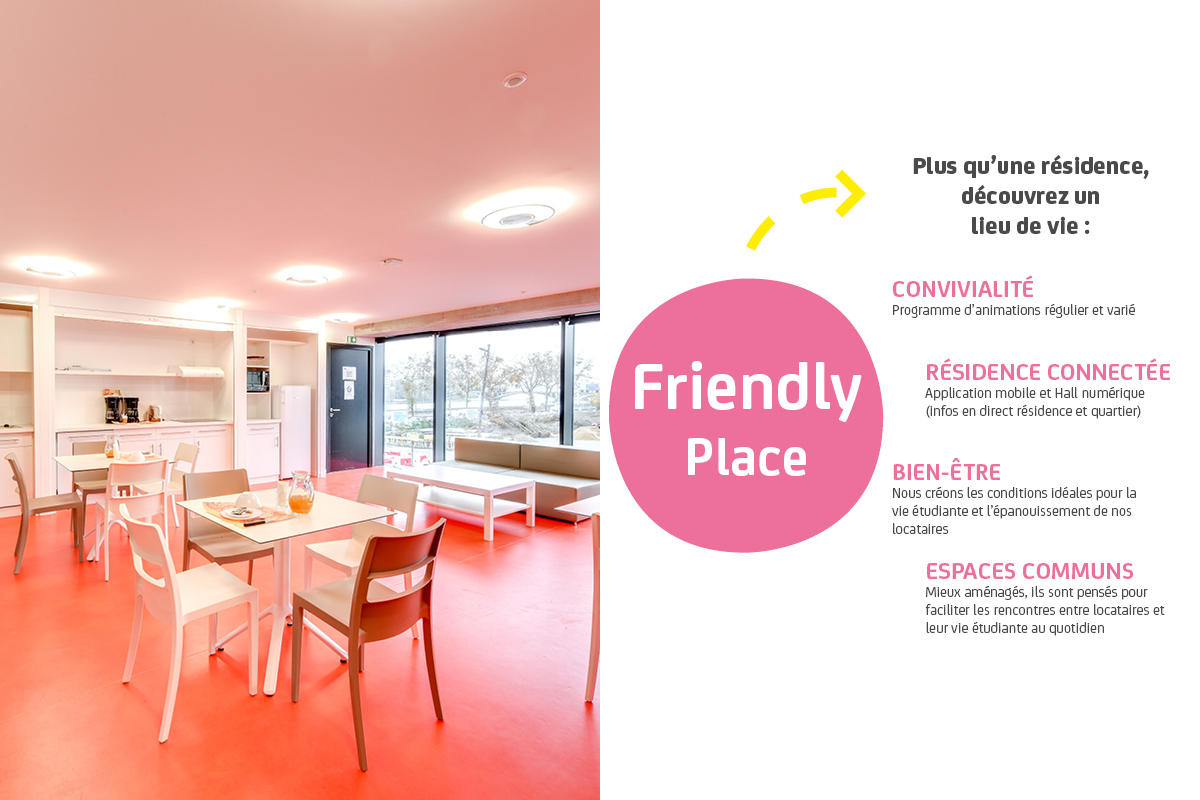 Plus qu’une résidence,
découvrez un
lieu de vie :
Friendly
Place
CONVIVIALITÉ
Programme d’animations régulier et varié
RÉSIDENCE CONNECTÉE
Application mobile et Hall numérique
(Infos en direct résidence et quartier)
BIEN-ÊTRE
Nous créons les conditions idéales pour la
vie étudiante et l’épanouissement de nos
locataires
ESPACES COMMUNS
Mieux aménagés, ils sont pensés pour
faciliter les rencontres entre locataires et
leur vie étudiante au quotidien